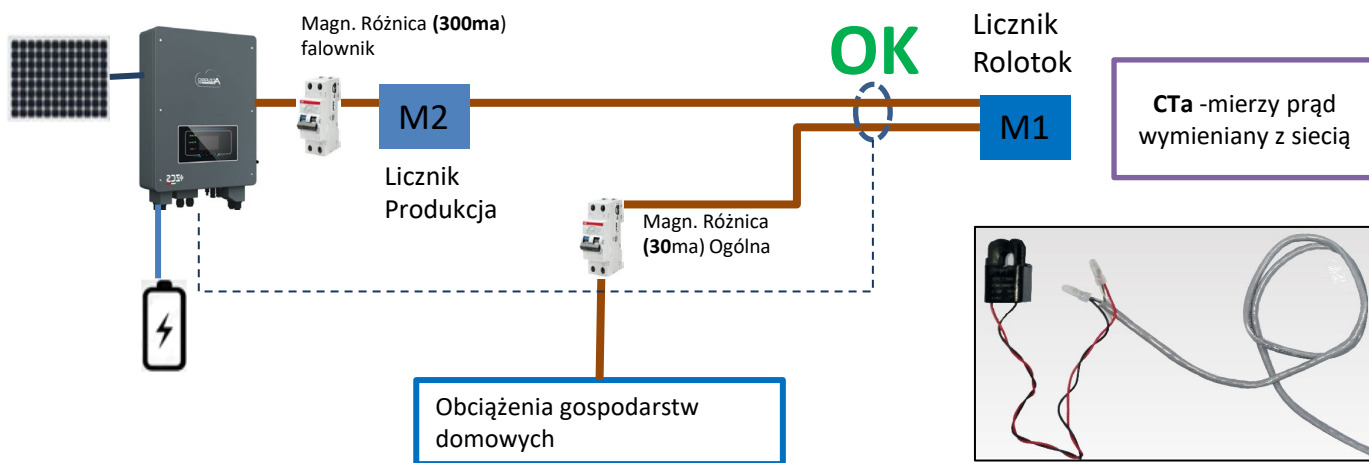 Magn. Różnica (300ma)
falownik
OK
Licznik
Rolotok
M2
M1
CTa -mierzy prąd
wymieniany z siecią
Licznik
Produkcja
Magn. Różnica
(30ma) Ogólna
Obciążenia gospodarstw
domowych